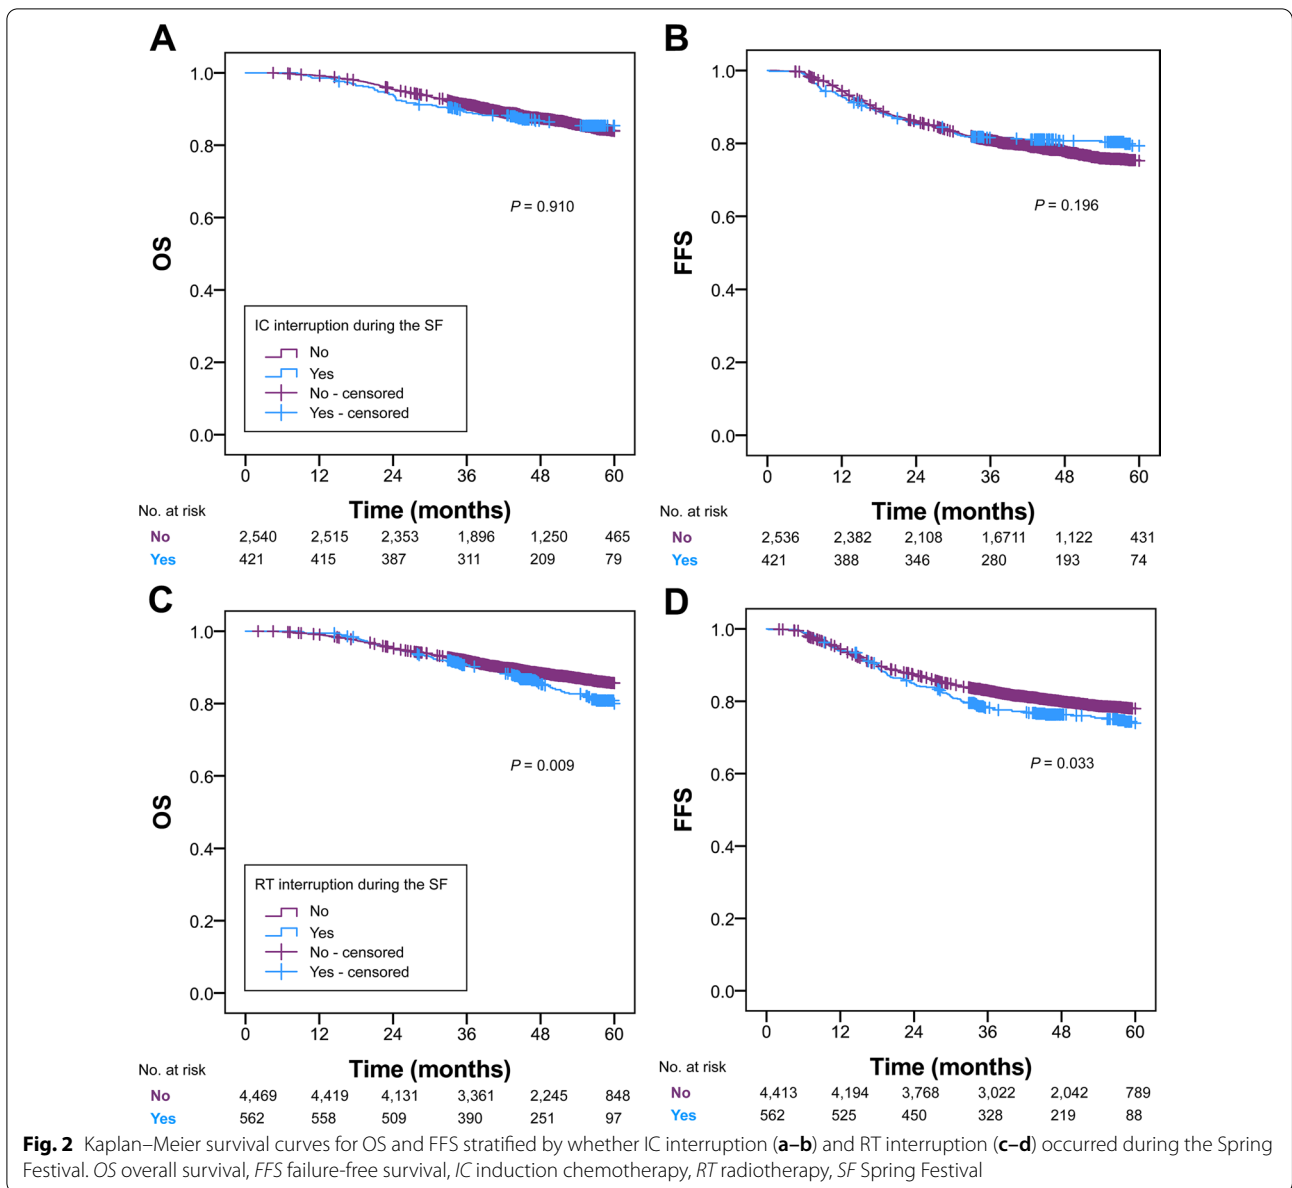 A
1.0
0.8
0.6
0.4
0.2
0.0
OS
P = 0.910
IC interruption during the SF
No
Yes
No - censored
Yes - censored
0 12 24 36 48 60
Time (months)
No. at risk
No 2,540 2,515 2,353 1,896 1,250 465
Yes 421 415 387 311 209 79
B
1.0
0.8
0.6
0.4
0.2
0.0
FFS
P = 0.196
0 12 24 36 48 60
Time (months)
No. at risk
No 2,536 2,382 2,108 1,6711 1,122 431
Yes 421 388 346 280 193 74
C
1.0
0.8
0.6
0.4
0.2
0.0
OS
P = 0.009
RT interruption during the SF
No
Yes
No - censored
Yes - censored
0 12 24 36 48 60
Time (months)
No. at risk
No 4,469 4,419 4,131 3,361 2,245 848
Yes 562 558 509 390 251 97
D
1.0
0.8
0.6
0.4
0.2
0.0
FFS
P = 0.033
0 12 24 36 48 60
Time (months)
No. at risk
No 4,413 4,194 3,768 3,022 2,042 789
Yes 562 525 450 328 219 88
Fig. 2 Kaplan–Meier survival curves for OS and FFS stratified by whether IC interruption (a–b) and RT interruption (c–d) occurred during the Spring
Festival. OS overall survival, FFS failure-free survival, IC induction chemotherapy, RT radiotherapy, SF Spring Festival